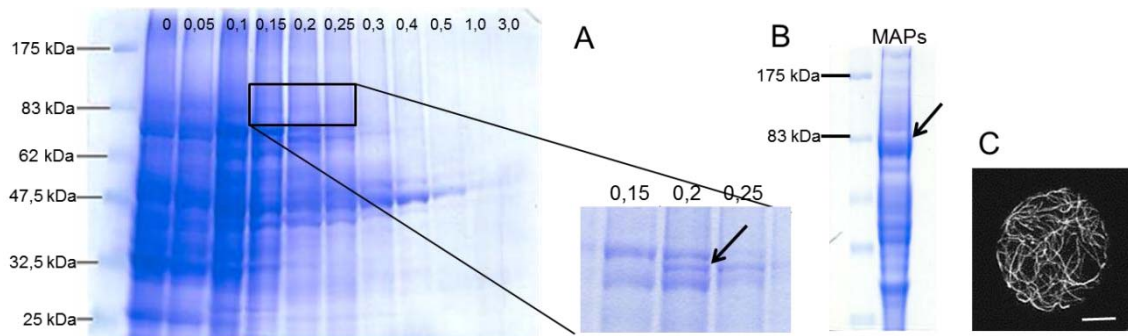 0 0,05 0,1 0,15 0,2 0,25 0,3 0,4 0,5 1,0 3,0
175 kDa
83 kDa
62 kDa
47,5 kDa
32,5 kDa
25 kDa
A
0,15 0,2 0,25
B
MAPs
175 kDa
83 kDa
C